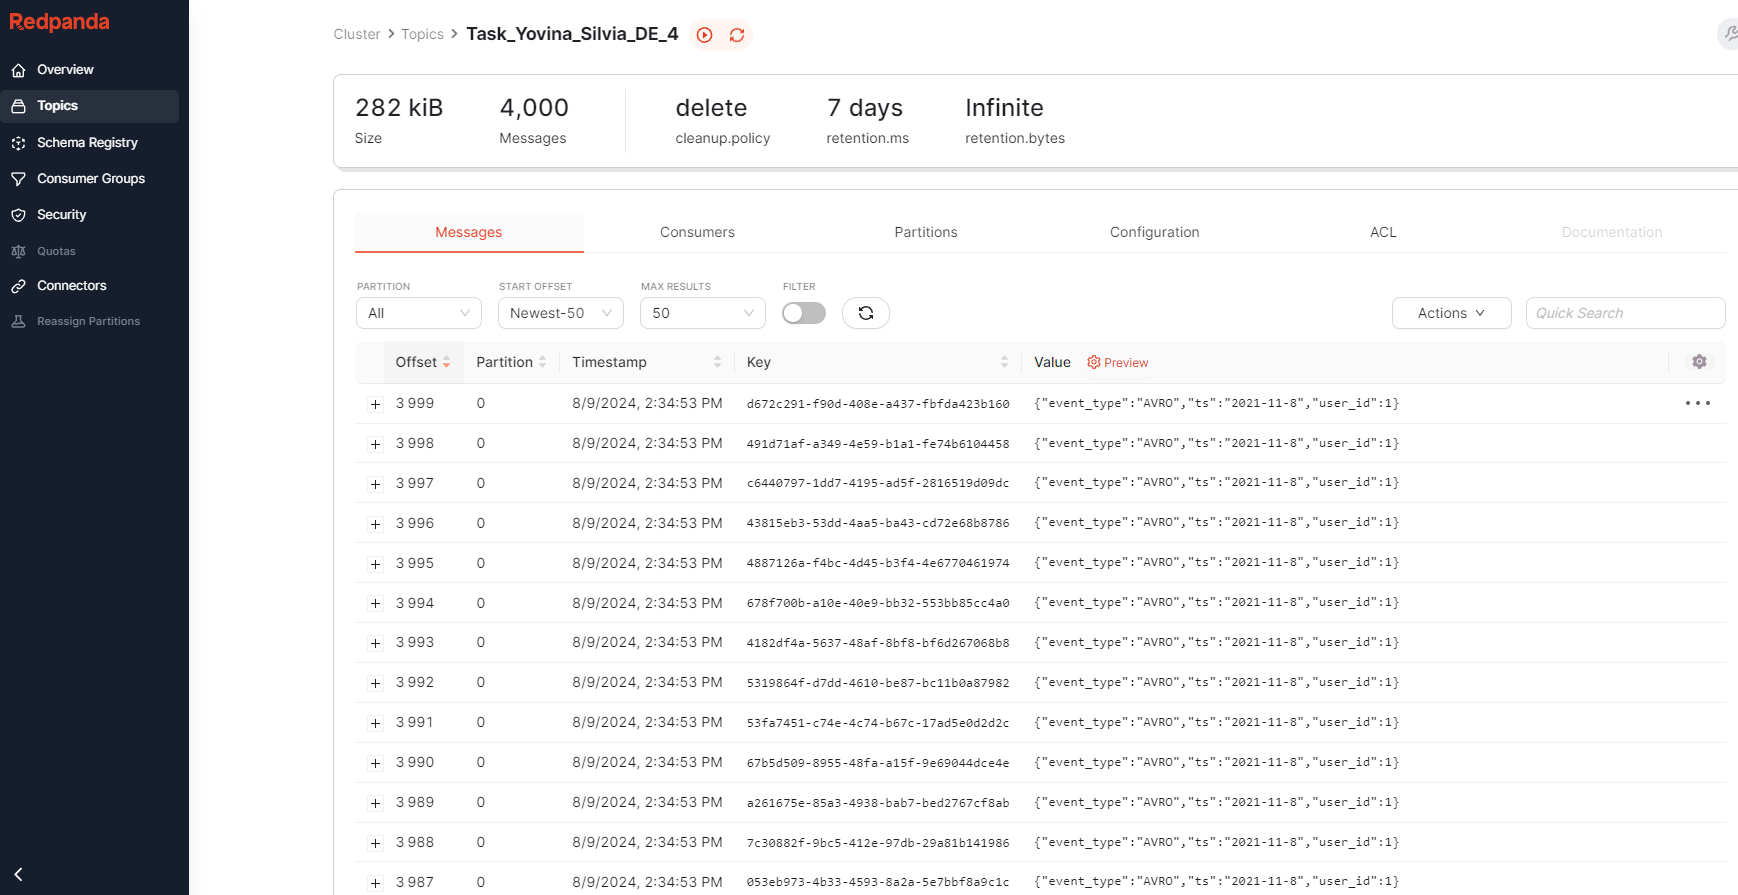 Redpanda
Overview
Topics
Schema Registry
Consumer Groups
Security
Quotas
Connectors
Reassign Partitions
Cluster > Topics > Task_Yovina_Silvia_DE_4
282 kiB 4,000 delete 7 days Infinite
Size Messages cleanup.policy retention.ms retention.bytes
Messages Consumers Partitions Configuration ACL Documentation
PARTITION START OFFSET MAX RESULTS FILTER
All Newest-50 50 Actions Quick Search
Offset Partition Timestamp Key Value Preview
3 999 0 8/9/2024, 2:34:53 PM d672c291-f90d-408e-a437-fbfda423b160 {"event_type":"AVRO","ts":"2021-11-8","user_id":1}
3 998 0 8/9/2024, 2:34:53 PM 491d71af-a349-4e59-b1a1-fe74b6104458 {"event_type":"AVRO","ts":"2021-11-8","user_id":1}
3 997 0 8/9/2024, 2:34:53 PM c6440797-1dd7-4195-ad5f-2816519d09dc {"event_type":"AVRO","ts":"2021-11-8","user_id":1}
3 996 0 8/9/2024, 2:34:53 PM 43815eb3-53dd-4aa5-ba43-cd72e68b8786 {"event_type":"AVRO","ts":"2021-11-8","user_id":1}
3 995 0 8/9/2024, 2:34:53 PM 4887126a-f4bc-4d45-b3f4-4e6770461974 {"event_type":"AVRO","ts":"2021-11-8","user_id":1}
3 994 0 8/9/2024, 2:34:53 PM 678f700b-a10e-40e9-bb32-553bb85cc4a0 {"event_type":"AVRO","ts":"2021-11-8","user_id":1}
3 993 0 8/9/2024, 2:34:53 PM 4182df4a-5637-48af-8bf8-bf6d267068b8 {"event_type":"AVRO","ts":"2021-11-8","user_id":1}
3 992 0 8/9/2024, 2:34:53 PM 5319864f-d7dd-4610-be87-bc11b0a87982 {"event_type":"AVRO","ts":"2021-11-8","user_id":1}
3 991 0 8/9/2024, 2:34:53 PM 53fa7451-c74e-4c74-b67c-17ad5e0d2d2c {"event_type":"AVRO","ts":"2021-11-8","user_id":1}
3 990 0 8/9/2024, 2:34:53 PM 67b5d509-8955-48fa-a15f-9e69044dce4e {"event_type":"AVRO","ts":"2021-11-8","user_id":1}
3 989 0 8/9/2024, 2:34:53 PM a261675e-85a3-4938-bab7-bed2767cf8ab {"event_type":"AVRO","ts":"2021-11-8","user_id":1}
3 988 0 8/9/2024, 2:34:53 PM 7c30882f-9bc5-412e-97db-29a81b141986 {"event_type":"AVRO","ts":"2021-11-8","user_id":1}
3 987 0 8/9/2024, 2:34:53 PM 053eb973-4b33-4593-8a2a-5e7bbf8a9c1c {"event_type":"AVRO","ts":"2021-11-8","user_id":1}